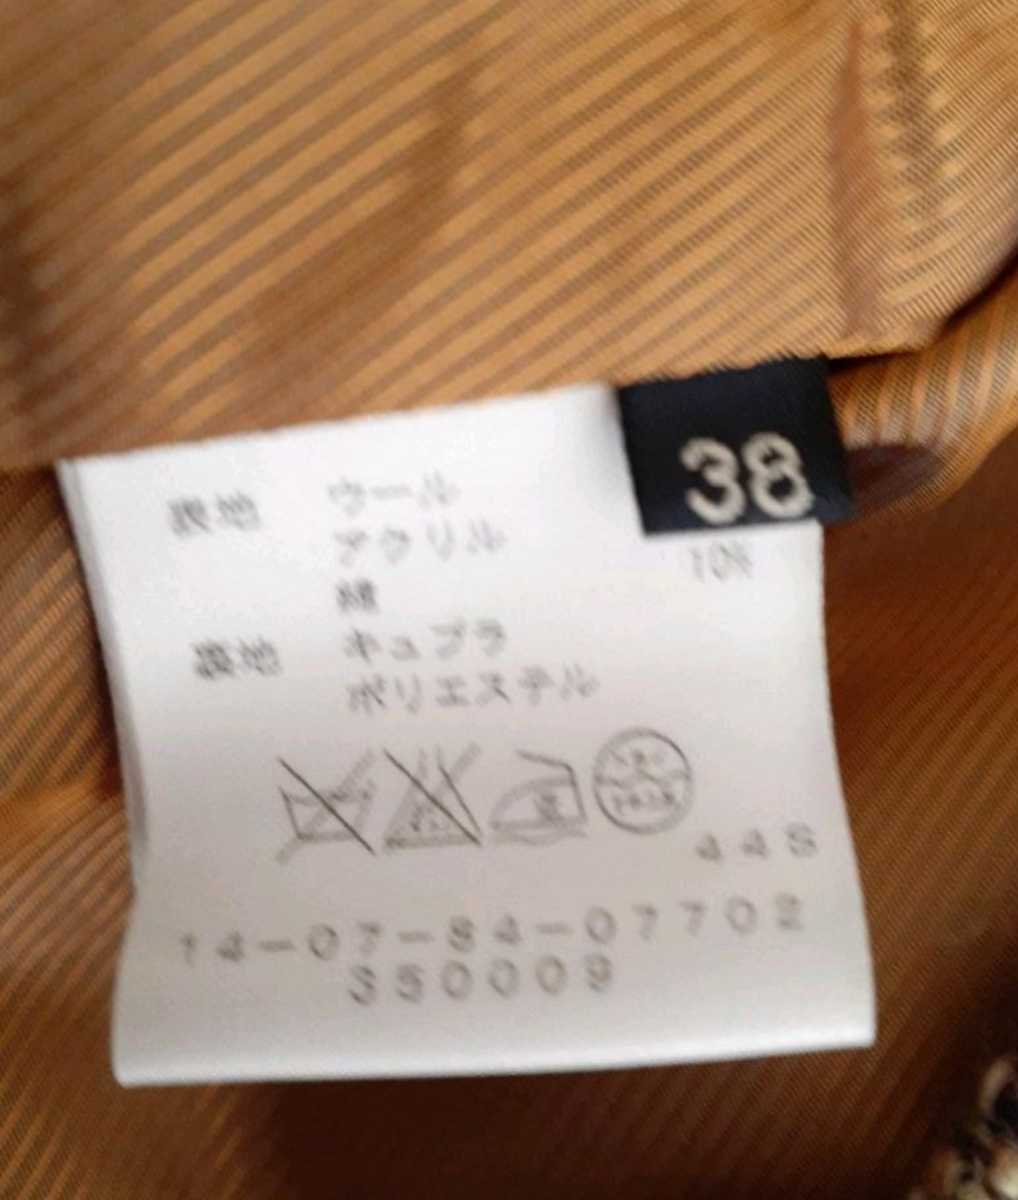 38
表地 ウール
アクリル 10%
綿
裏地 キュプラ
ポリエステル
14-07-84-07702
350009